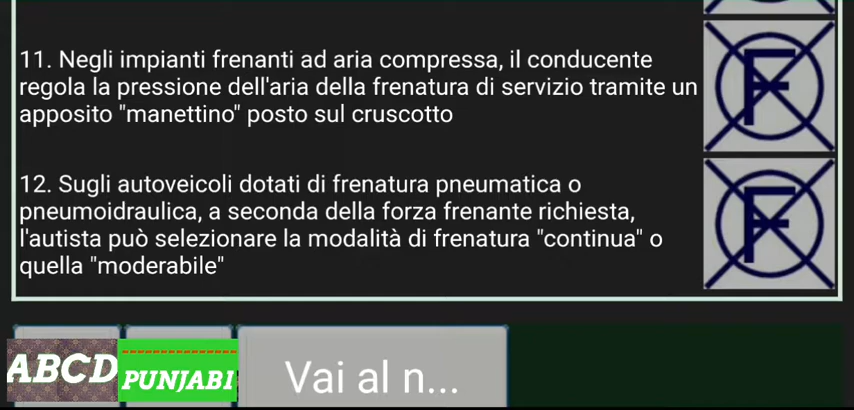 11. Negli impianti frenanti ad aria compressa, il conducente
regola la pressione dell'aria della frenatura di servizio tramite un
apposito "manettino" posto sul cruscotto
F
12. Sugli autoveicoli dotati di frenatura pneumatica o
pneumoidraulica, a seconda della forza frenante richiesta,
l'autista può selezionare la modalità di frenatura "continua" o
quella "moderabile"
F
ABCD
PUNJABI
Vai al n...